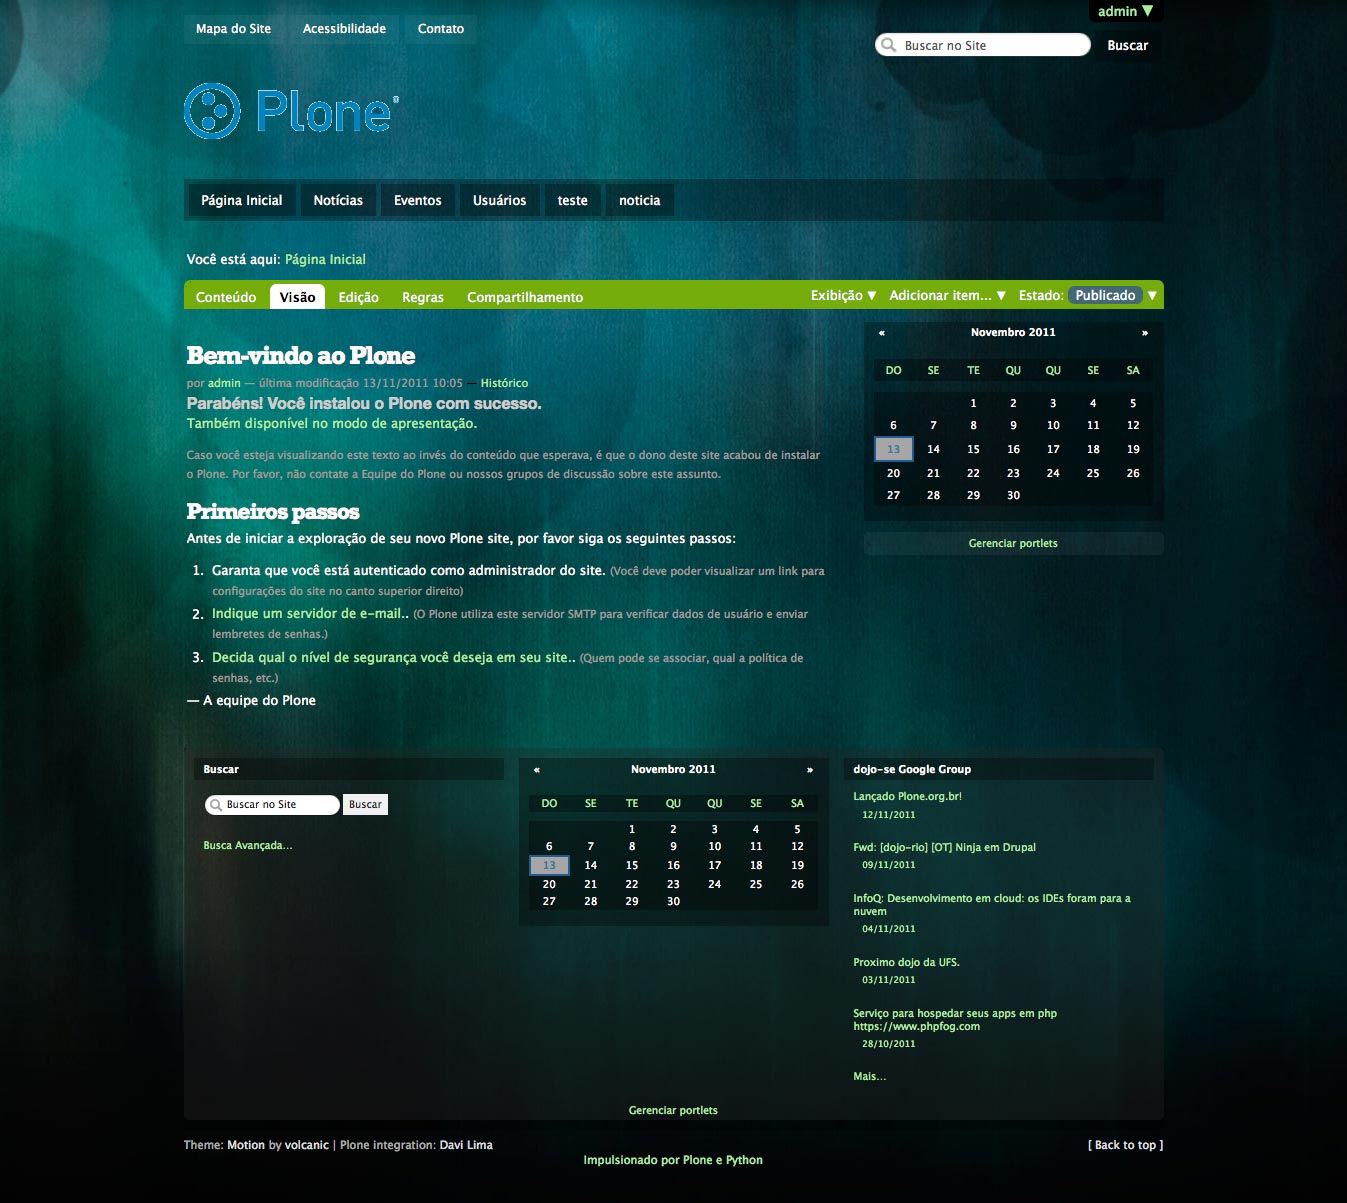 admin ▼
Mapa do Site Acessibilidade Contato
Buscar no Site Buscar
Plone®
Página Inicial Notícias Eventos Usuários teste noticia
Você está aqui: Página Inicial
Conteúdo Visão Edição Regras Compartilhamento Exibição ▼ Adicionar item... ▼ Estado: Publicado ▼
Bem-vindo ao Plone
por admin — última modificação 13/11/2011 10:05 — Histórico
Parabéns! Você instalou o Plone com sucesso.
Também disponível no modo de apresentação.
Caso você esteja visualizando este texto ao invés do conteúdo que esperava, é que o dono deste site acabou de instalar
o Plone. Por favor, não contate a Equipe do Plone ou nossos grupos de discussão sobre este assunto.
Primeiros passos
Antes de iniciar a exploração de seu novo Plone site, por favor siga os seguintes passos:
1. Garanta que você está autenticado como administrador do site. (Você deve poder visualizar um link para
configurações do site no canto superior direito)
2. Indique um servidor de e-mail.. (O Plone utiliza este servidor SMTP para verificar dados de usuário e enviar
lembretes de senhas.)
3. Decida qual o nível de segurança você deseja em seu site.. (Quem pode se associar, qual a política de
senhas, etc.)
— A equipe do Plone
« Novembro 2011 »
DO SE TE QU QU SE SA
1 2 3 4 5
6 7 8 9 10 11 12
13 14 15 16 17 18 19
20 21 22 23 24 25 26
27 28 29 30
Gerenciar portlets
Buscar
Buscar no Site Buscar
Busca Avançada...
« Novembro 2011 »
DO SE TE QU QU SE SA
1 2 3 4 5
6 7 8 9 10 11 12
13 14 15 16 17 18 19
20 21 22 23 24 25 26
27 28 29 30
dojo-se Google Group
Lançado Plone.org.br!
12/11/2011
Fwd: [dojo-rio] [OT] Ninja em Drupal
09/11/2011
InfoQ: Desenvolvimento em cloud: os IDEs foram para a
nuvem
04/11/2011
Proximo dojo da UFS.
03/11/2011
Serviço para hospedar seus apps em php
https://www.phpfog.com
28/10/2011
Mais...
Gerenciar portlets
Theme: Motion by volcanic | Plone integration: Davi Lima [ Back to top ]
Impulsionado por Plone e Python